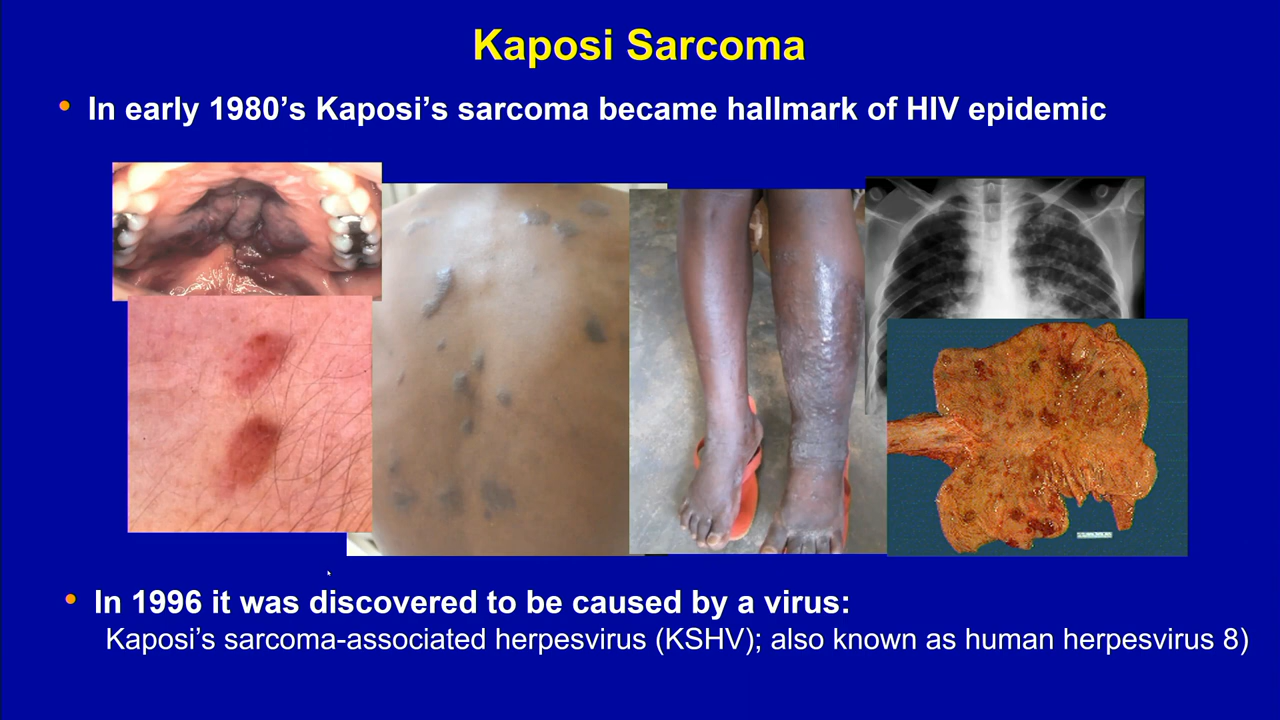 Kaposi Sarcoma
• In early 1980’s Kaposi’s sarcoma became hallmark of HIV epidemic
• In 1996 it was discovered to be caused by a virus:
Kaposi’s sarcoma-associated herpesvirus (KSHV); also known as human herpesvirus 8)